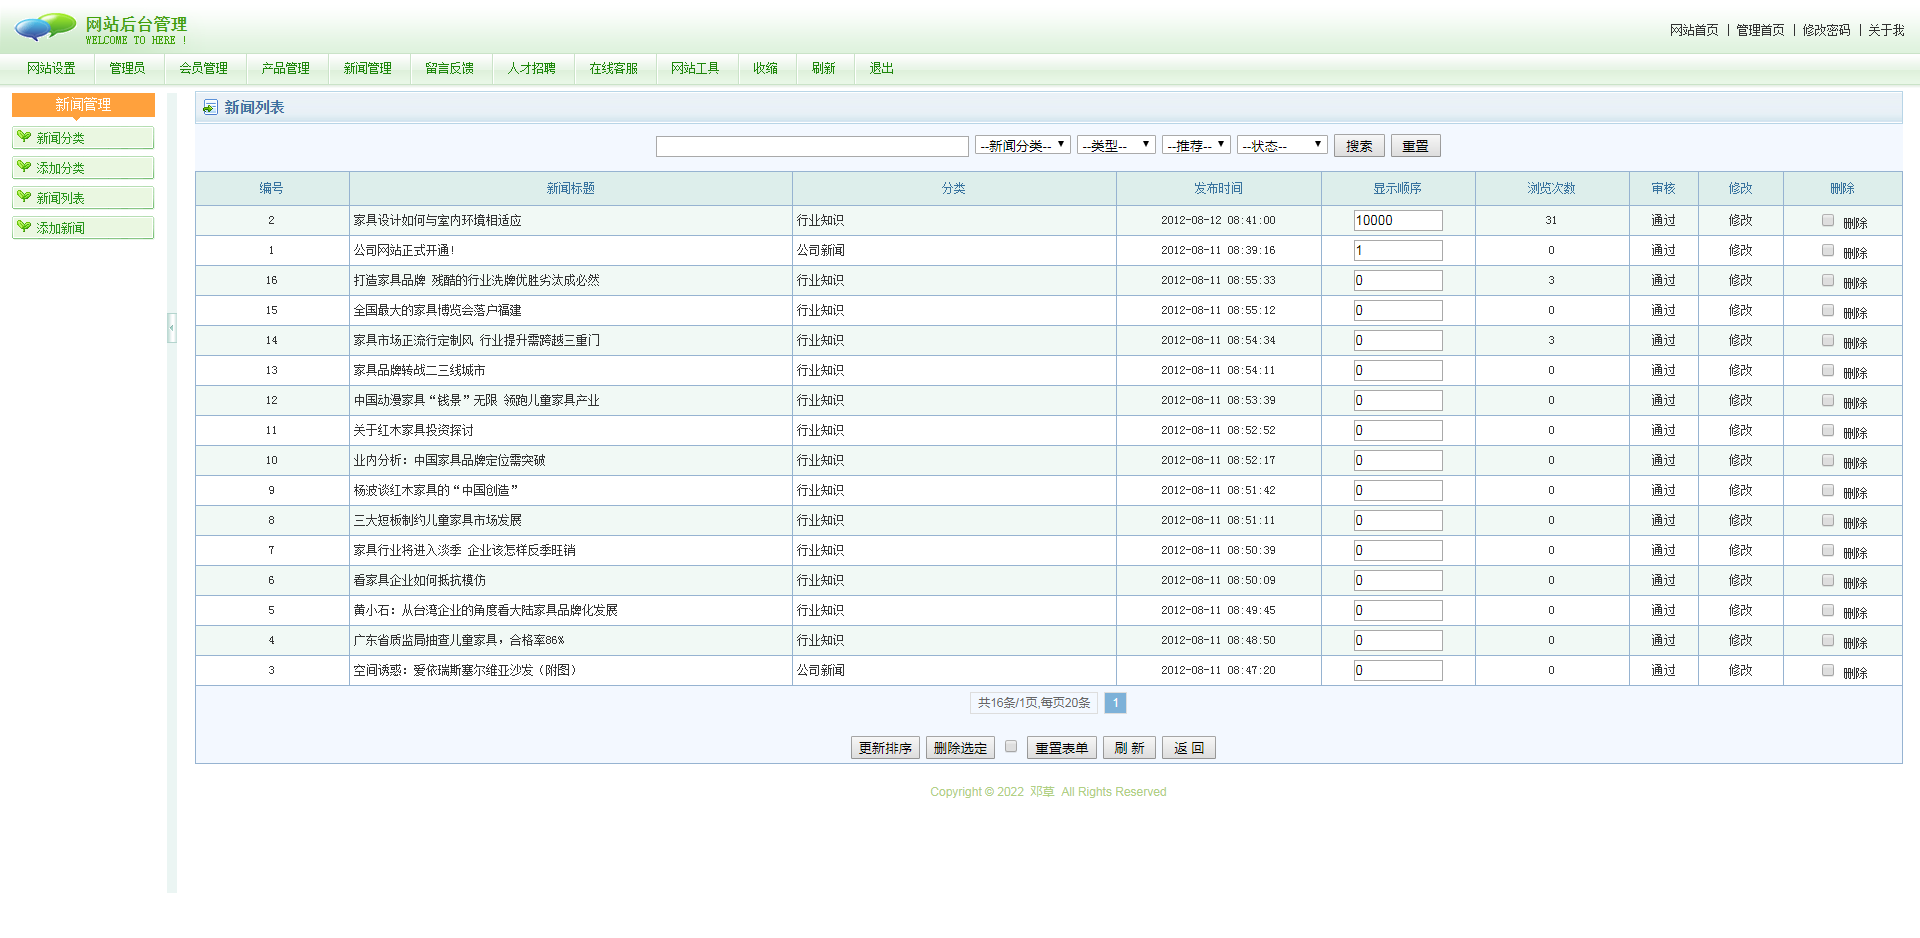 网站后台管理
WELCOME TO HERE !
网站首页 | 管理首页 | 修改密码 | 关于我
网站设置 管理员 会员管理 产品管理 新闻管理 留言反馈 人才招聘 在线客服 网站工具 收缩 刷新 退出
新闻管理
新闻分类
添加分类
新闻列表
添加新闻
新闻列表
--新闻分类-- --类型-- --推荐-- --状态-- 搜索 重置
编号 新闻标题 分类 发布时间 显示顺序 浏览次数 审核 修改 删除
2 家具设计如何与室内环境相适应 行业知识 2012-08-12 08:41:00 10000 31 通过 修改 删除
1 公司网站正式开通! 公司新闻 2012-08-11 08:39:16 1 0 通过 修改 删除
16 打造家具品牌 残酷的行业洗牌优胜劣汰成必然 行业知识 2012-08-11 08:55:33 0 3 通过 修改 删除
15 全国最大的家具博览会落户福建 行业知识 2012-08-11 08:55:12 0 0 通过 修改 删除
14 家具市场正流行定制风 行业提升需跨越三重门 行业知识 2012-08-11 08:54:34 0 3 通过 修改 删除
13 家具品牌转战二三线城市 行业知识 2012-08-11 08:54:11 0 0 通过 修改 删除
12 中国动漫家具“钱景”无限 领跑儿童家具产业 行业知识 2012-08-11 08:53:39 0 0 通过 修改 删除
11 关于红木家具投资探讨 行业知识 2012-08-11 08:52:52 0 0 通过 修改 删除
10 业内分析：中国家具品牌定位需突破 行业知识 2012-08-11 08:52:17 0 0 通过 修改 删除
9 杨波谈红木家具的“中国创造” 行业知识 2012-08-11 08:51:42 0 0 通过 修改 删除
8 三大短板制约儿童家具市场发展 行业知识 2012-08-11 08:51:11 0 0 通过 修改 删除
7 家具行业将进入淡季 企业该怎样反季旺销 行业知识 2012-08-11 08:50:39 0 0 通过 修改 删除
6 看家具企业如何抵抗模仿 行业知识 2012-08-11 08:50:09 0 0 通过 修改 删除
5 黄小石：从台湾企业的角度看大陆家具品牌化发展 行业知识 2012-08-11 08:49:45 0 0 通过 修改 删除
4 广东省质监局抽查儿童家具，合格率86% 行业知识 2012-08-11 08:48:50 0 0 通过 修改 删除
3 空间诱惑：爱依瑞斯塞尔维亚沙发（附图） 公司新闻 2012-08-11 08:47:20 0 0 通过 修改 删除
共16条/1页,每页20条 1
更新排序 删除选定 重置表单 刷 新 返 回
Copyright © 2022 邓草 All Rights Reserved